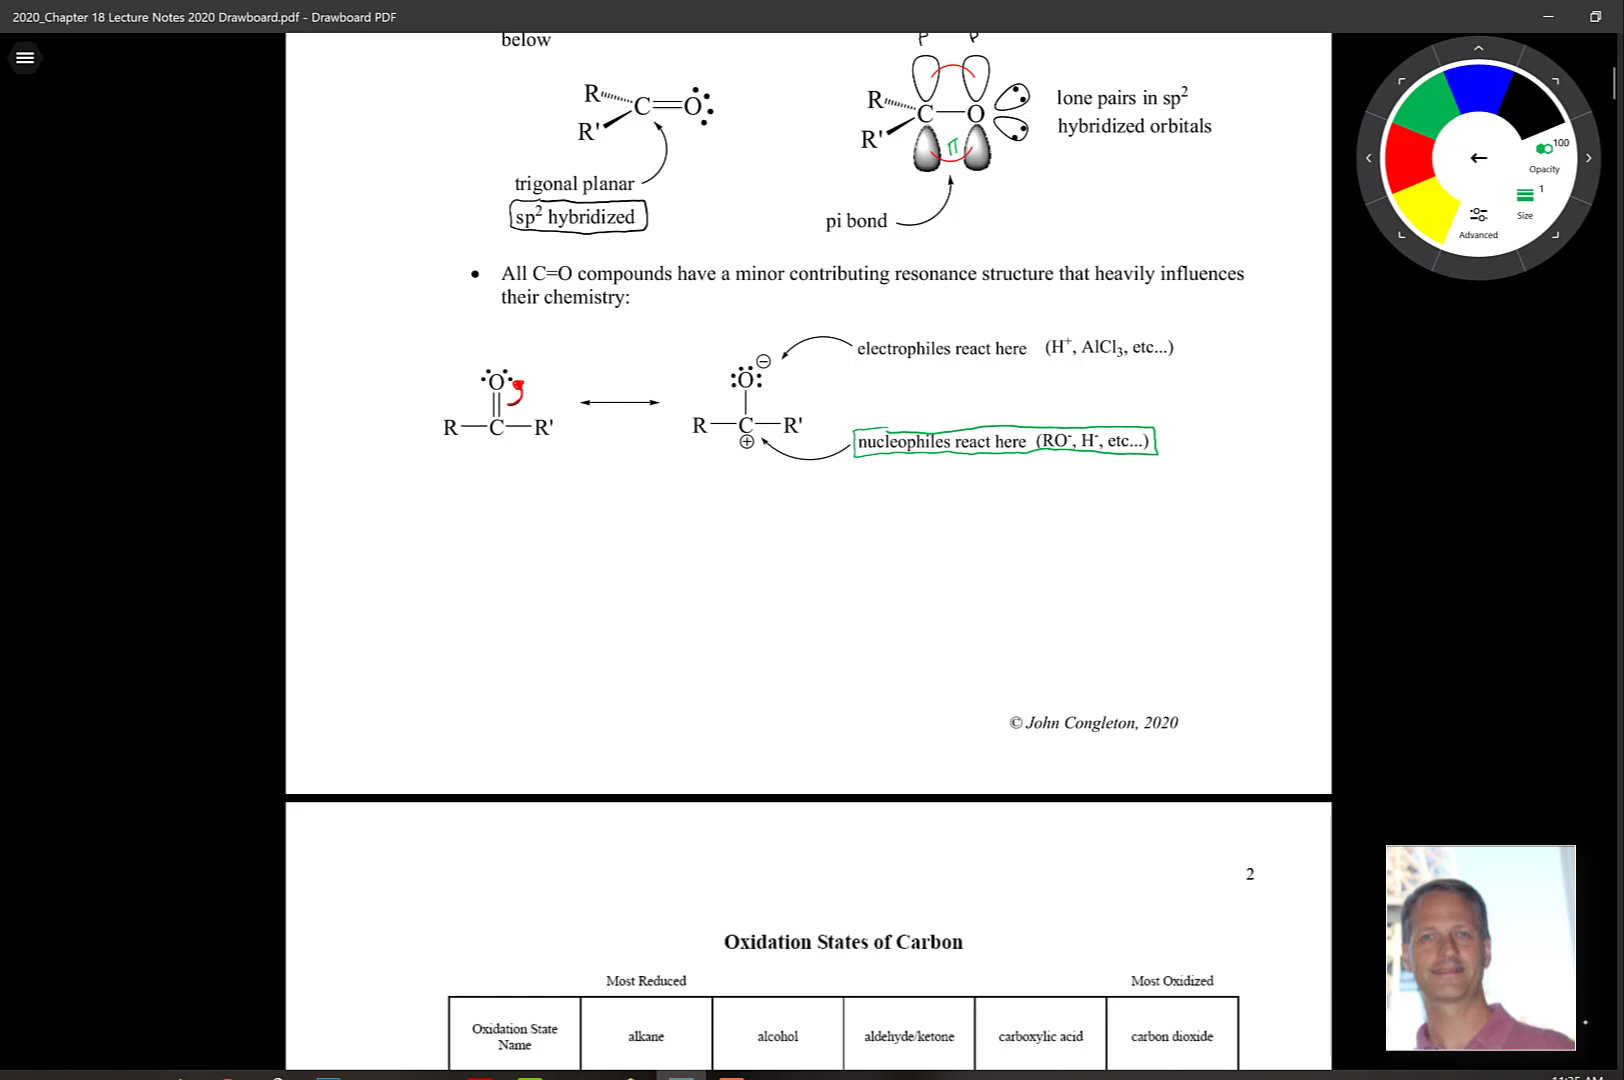 2020_Chapter 18 Lecture Notes 2020 Drawboard.pdf - Drawboard PDF
below
P P
R
C=O
R'
trigonal planar
sp² hybridized
R
C—O
R'
π
pi bond
lone pairs in sp²
hybridized orbitals
• All C=O compounds have a minor contributing resonance structure that heavily influences
their chemistry:
:O:
R—C—R'
:O: ⊖
R—C—R'
⊕
electrophiles react here (H⁺, AlCl₃, etc...)
nucleophiles react here (RO⁻, H⁻, etc...)
© John Congleton, 2020
2
Oxidation States of Carbon
Most Reduced Most Oxidized
Oxidation State
Name
alkane alcohol aldehyde/ketone carboxylic acid carbon dioxide
100
Opacity
1
Size
Advanced